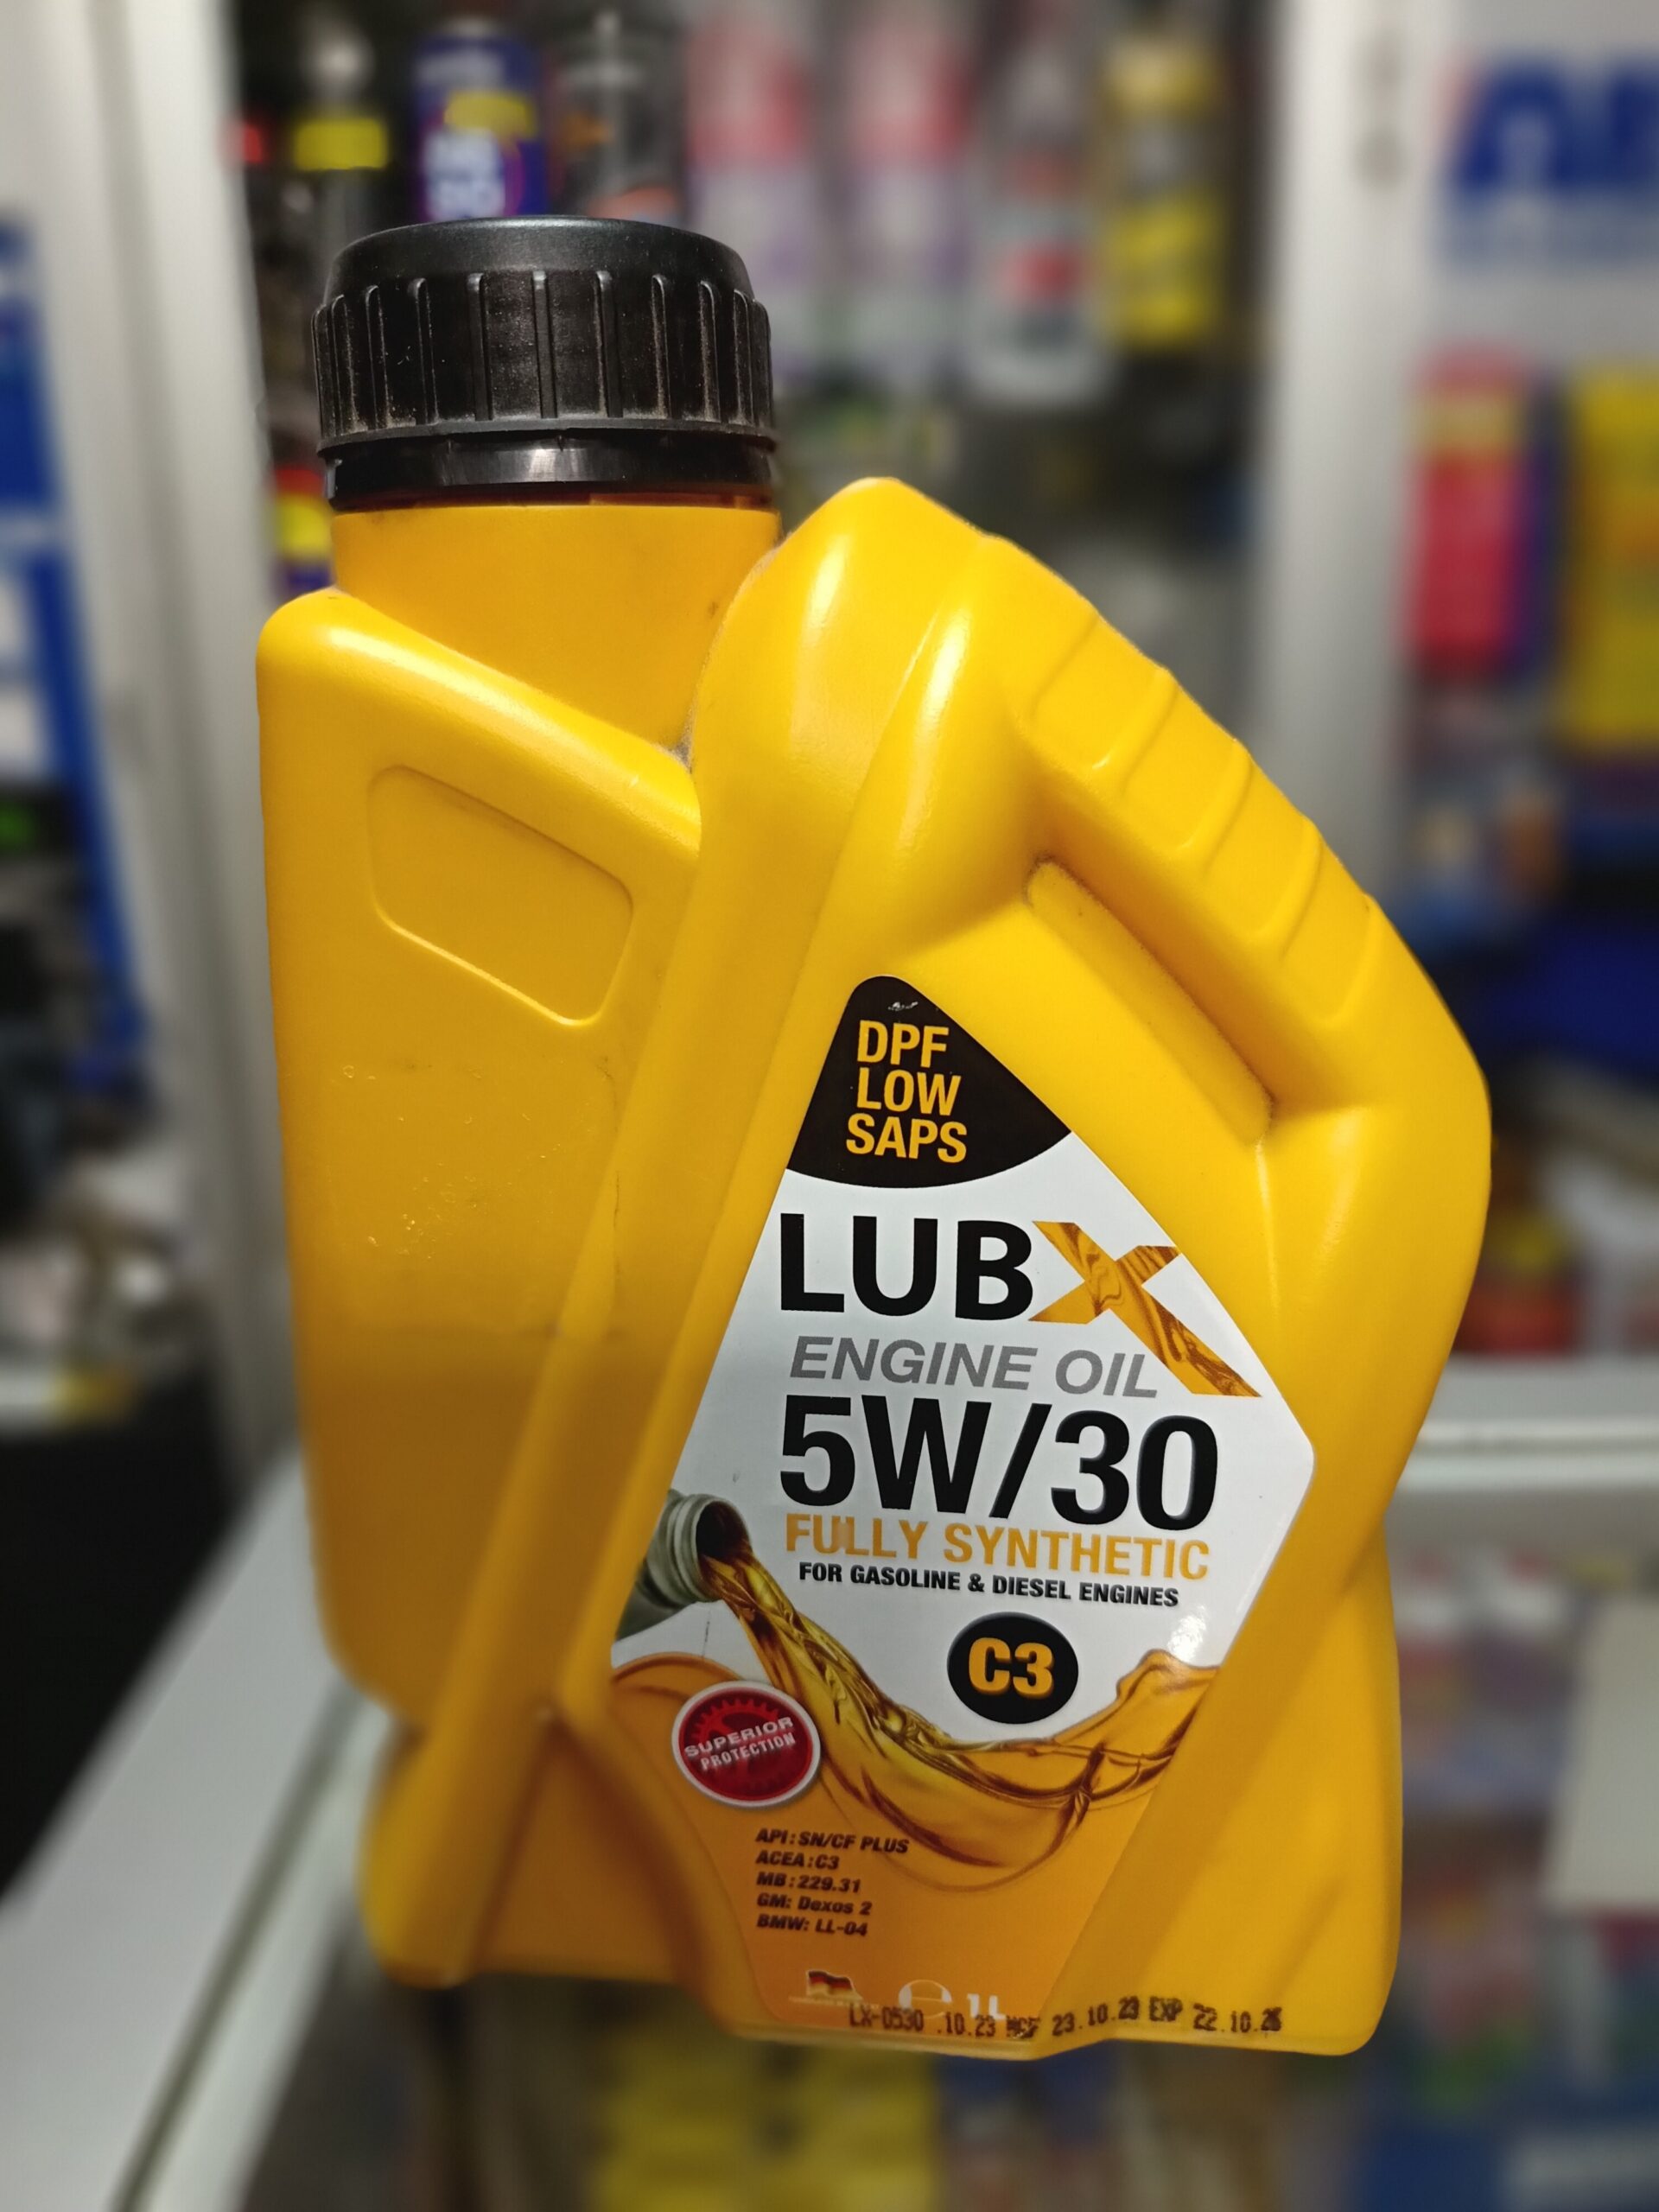 DPF
LOW
SAPS
LUBX
ENGINE OIL
5W/30
FULLY SYNTHETIC
FOR GASOLINE & DIESEL ENGINES
C3
SUPERIOR
PROTECTION
API : SN/CF PLUS
ACEA : C3
MB : 229.31
GM: Dexos 2
BMW: LL-04
e 1L
LX-0530 .10.23 MGF 23.10.23 EXP 22.10.26